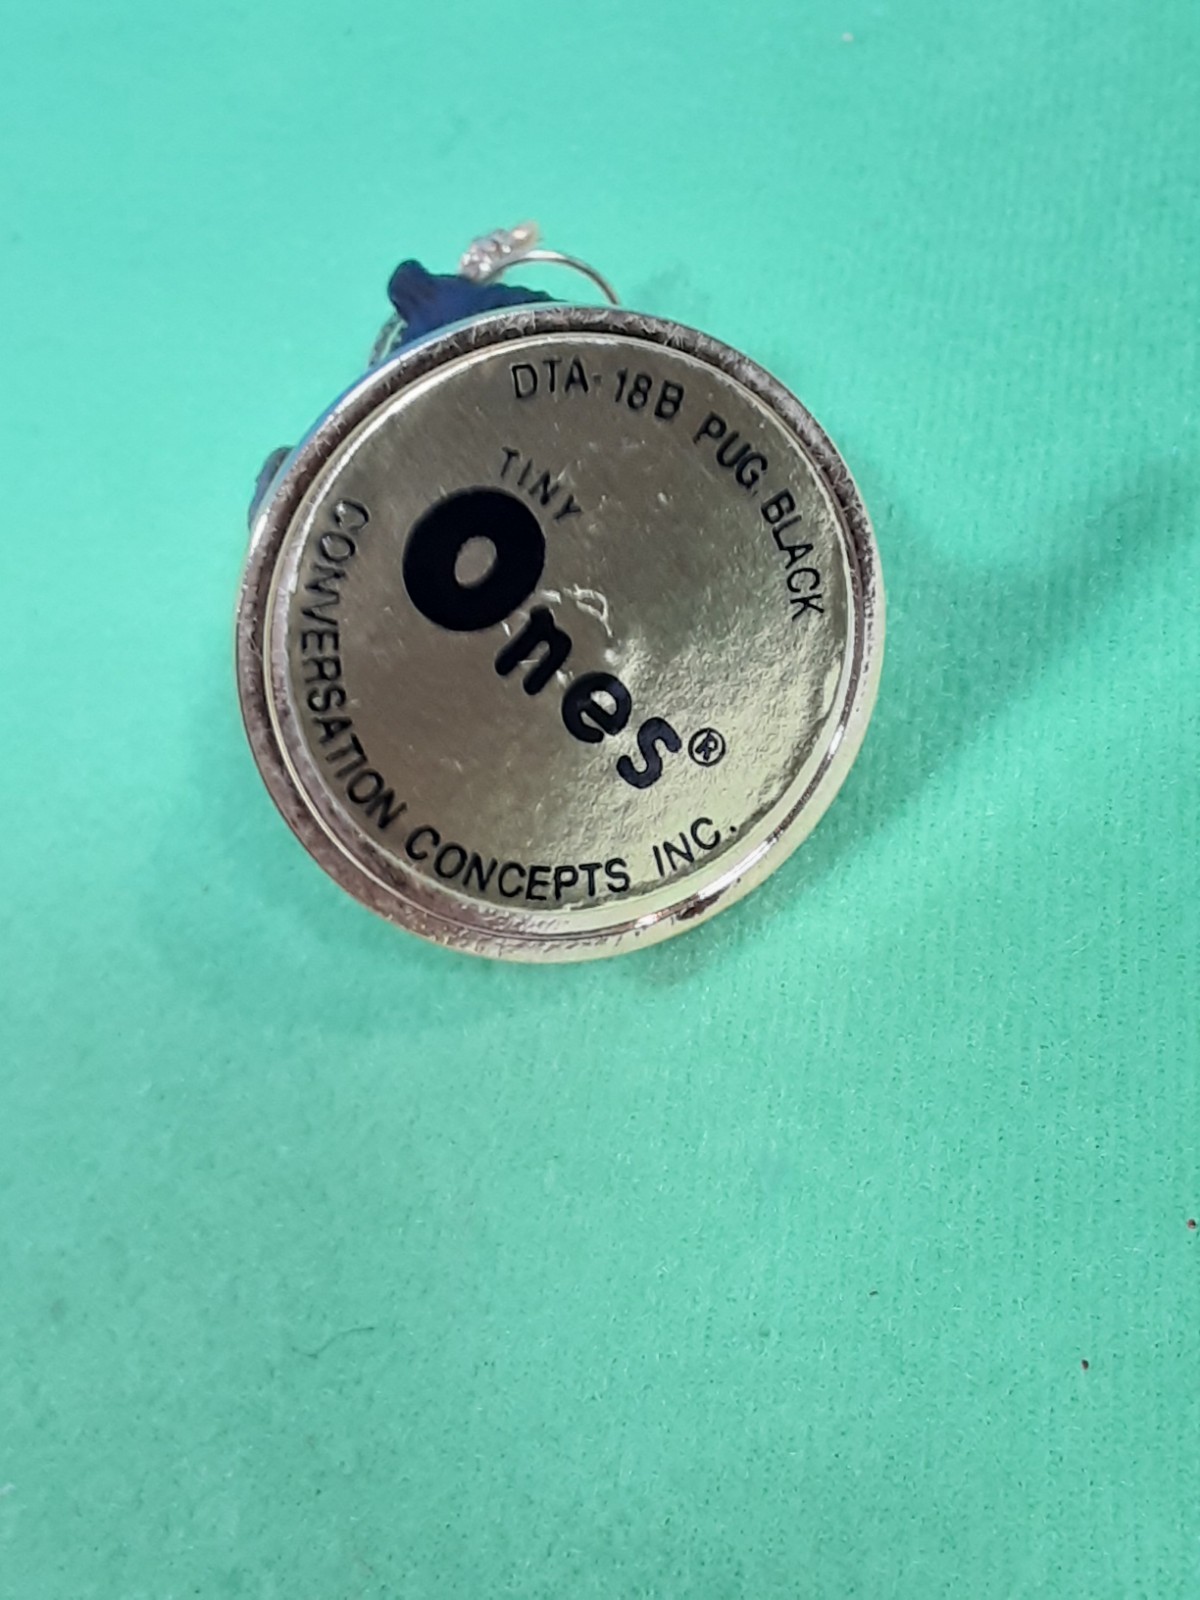 DTA-18B PUG, BLACK
TINY
Ones®
CONVERSATION CONCEPTS INC.